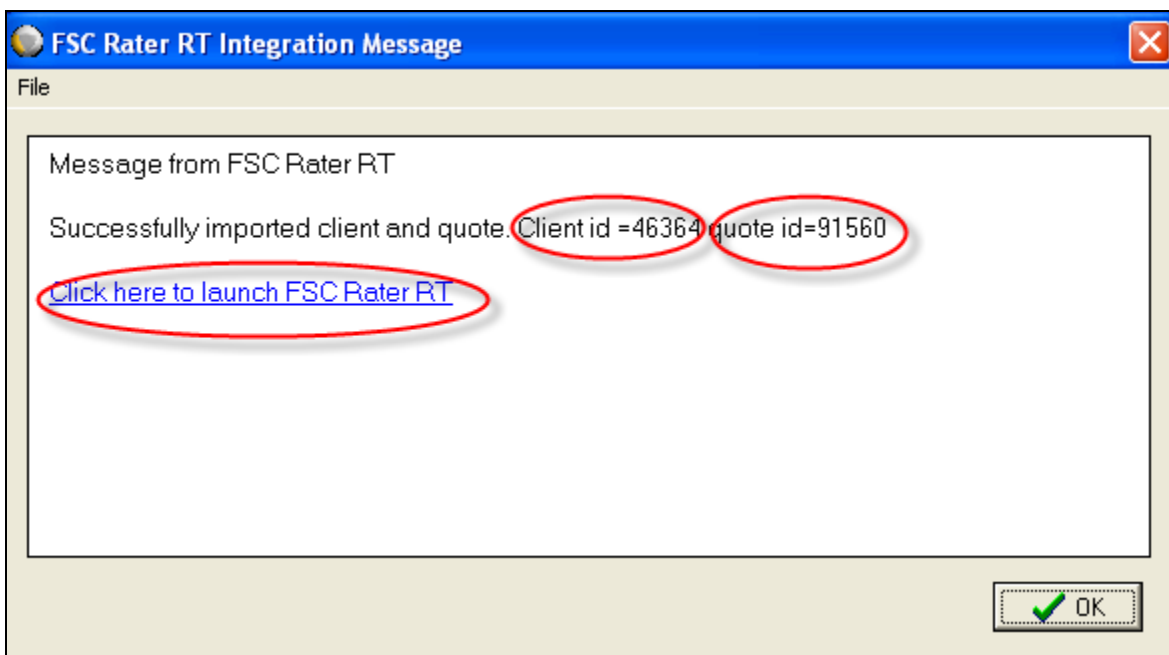 FSC Rater RT Integration Message
File
Message from FSC Rater RT
Successfully imported client and quote. Client id =46364 quote id=91560
Click here to launch FSC Rater RT
OK